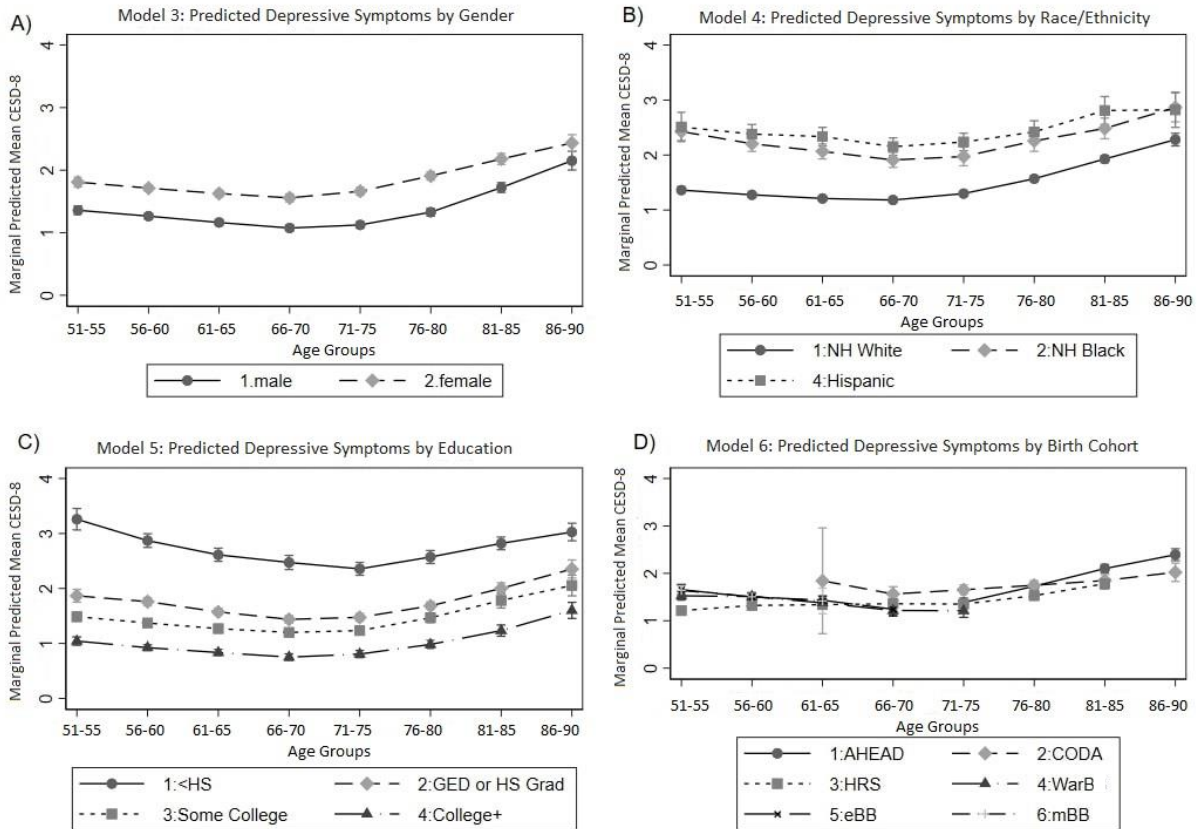 A)
Model 3: Predicted Depressive Symptoms by Gender
Marginal Predicted Mean CESD-8
4
3
2
1
0
51-55 56-60 61-65 66-70 71-75 76-80 81-85 86-90
Age Groups
1.male 2.female
B)
Model 4: Predicted Depressive Symptoms by Race/Ethnicity
Marginal Predicted Mean CESD-8
4
3
2
1
0
51-55 56-60 61-65 66-70 71-75 76-80 81-85 86-90
Age Groups
1:NH White 2:NH Black
4:Hispanic
C)
Model 5: Predicted Depressive Symptoms by Education
Marginal Predicted Mean CESD-8
4
3
2
1
0
51-55 56-60 61-65 66-70 71-75 76-80 81-85 86-90
Age Groups
1:<HS 2:GED or HS Grad
3:Some College 4:College+
D)
Model 6: Predicted Depressive Symptoms by Birth Cohort
Marginal Predicted Mean CESD-8
4
3
2
1
0
51-55 56-60 61-65 66-70 71-75 76-80 81-85 86-90
Age Groups
1:AHEAD 2:CODA
3:HRS 4:WarB
5:eBB 6:mBB